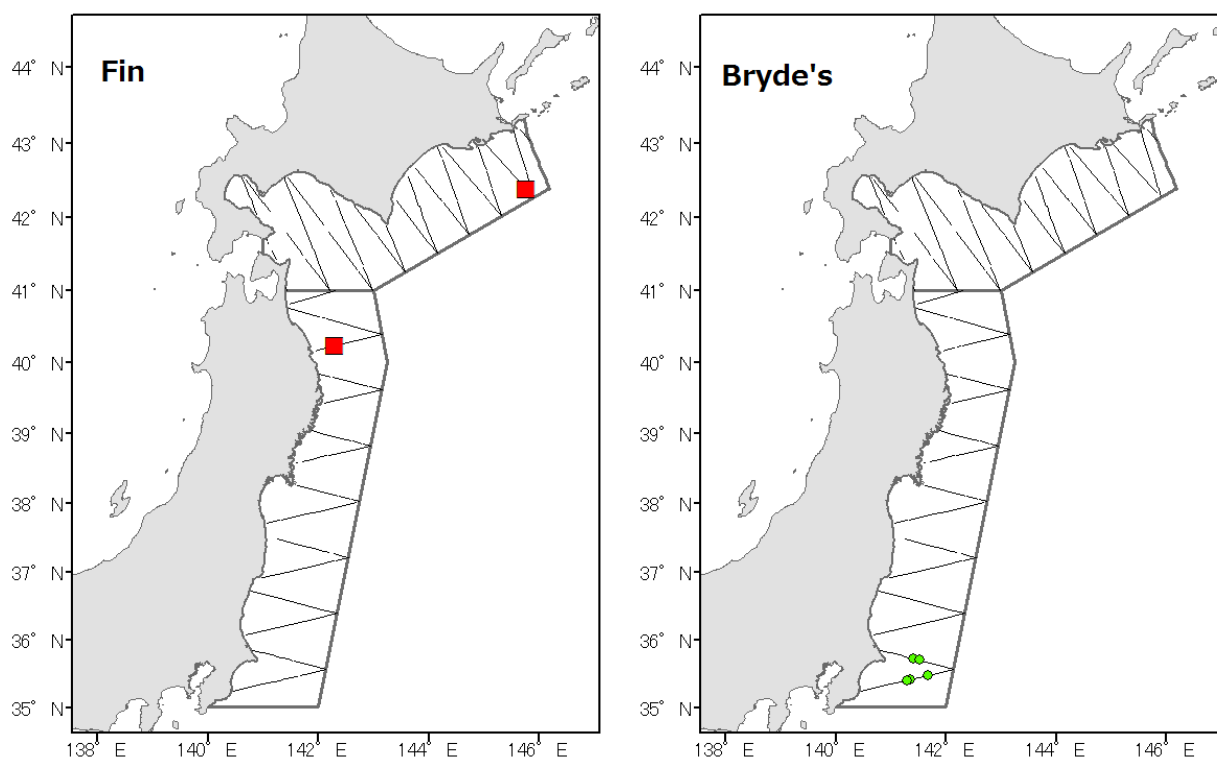 Fin
44° N
43° N
42° N
41° N
40° N
39° N
38° N
37° N
36° N
35° N
138° E
140° E
142° E
144° E
146° E
Bryde's
44° N
43° N
42° N
41° N
40° N
39° N
38° N
37° N
36° N
35° N
138° E
140° E
142° E
144° E
146° E